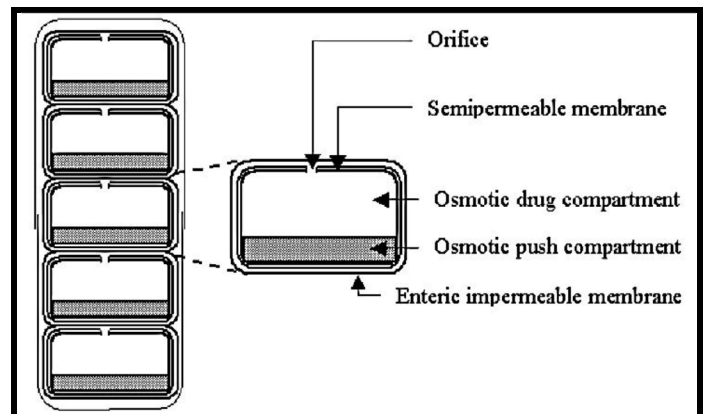 Orifice
Semipermeable membrane
Osmotic drug compartment
Osmotic push compartment
Enteric impermeable membrane